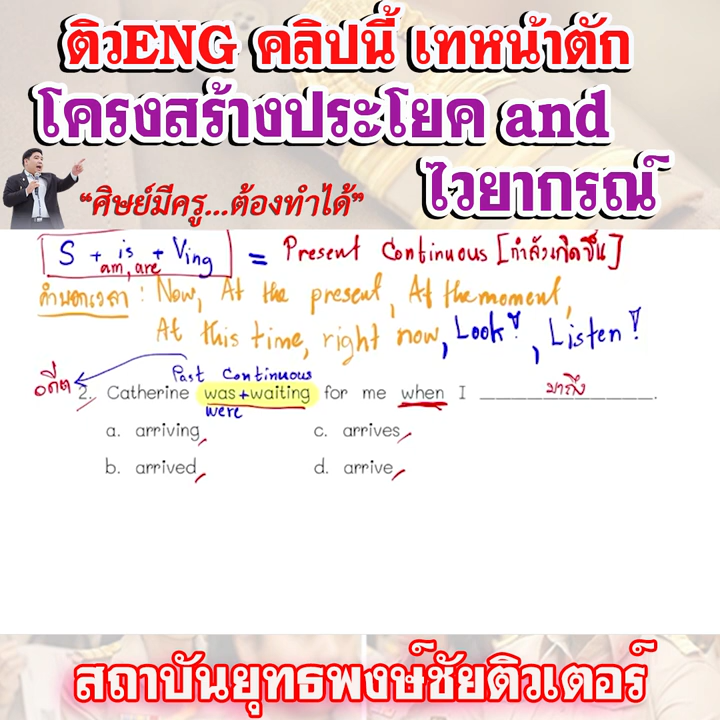 ติวENG คลิปนี้ เทหน้าตัก
โครงสร้างประโยค and
ไวยากรณ์
“ศิษย์มีครู...ต้องทำได้”
S + is + Ving = Present Continuous [กำลังเกิดขึ้น]
am, are
คำบอกเวลา : Now, At the present, At the moment,
At this time, right now, Look!, Listen!
Past Continuous
อดีต
2. Catherine was+waiting for me when I มาถึง ____________.
were
a. arriving c. arrives
b. arrived d. arrive
สถาบันยุทธพงษ์ชัยติวเตอร์